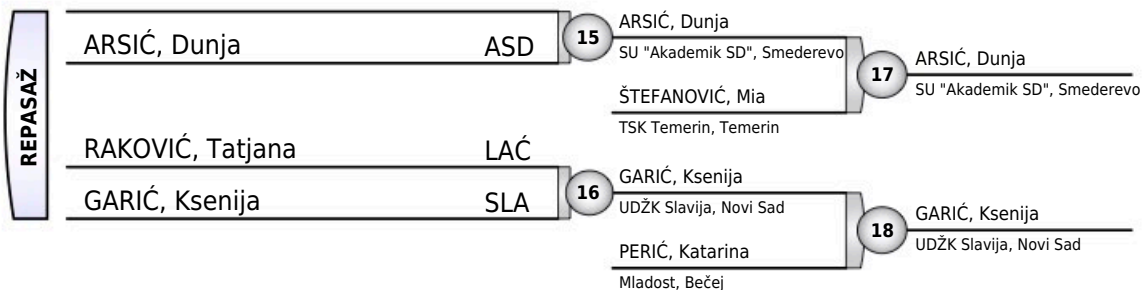 REPASAŽ
ARSIĆ, Dunja ASD
RAKOVIĆ, Tatjana LAĆ
GARIĆ, Ksenija SLA
15
ARSIĆ, Dunja
SU "Akademik SD", Smederevo
ŠTEFANOVIĆ, Mia
TSK Temerin, Temerin
16
GARIĆ, Ksenija
UDŽK Slavija, Novi Sad
PERIĆ, Katarina
Mladost, Bečej
17
ARSIĆ, Dunja
SU "Akademik SD", Smederevo
18
GARIĆ, Ksenija
UDŽK Slavija, Novi Sad